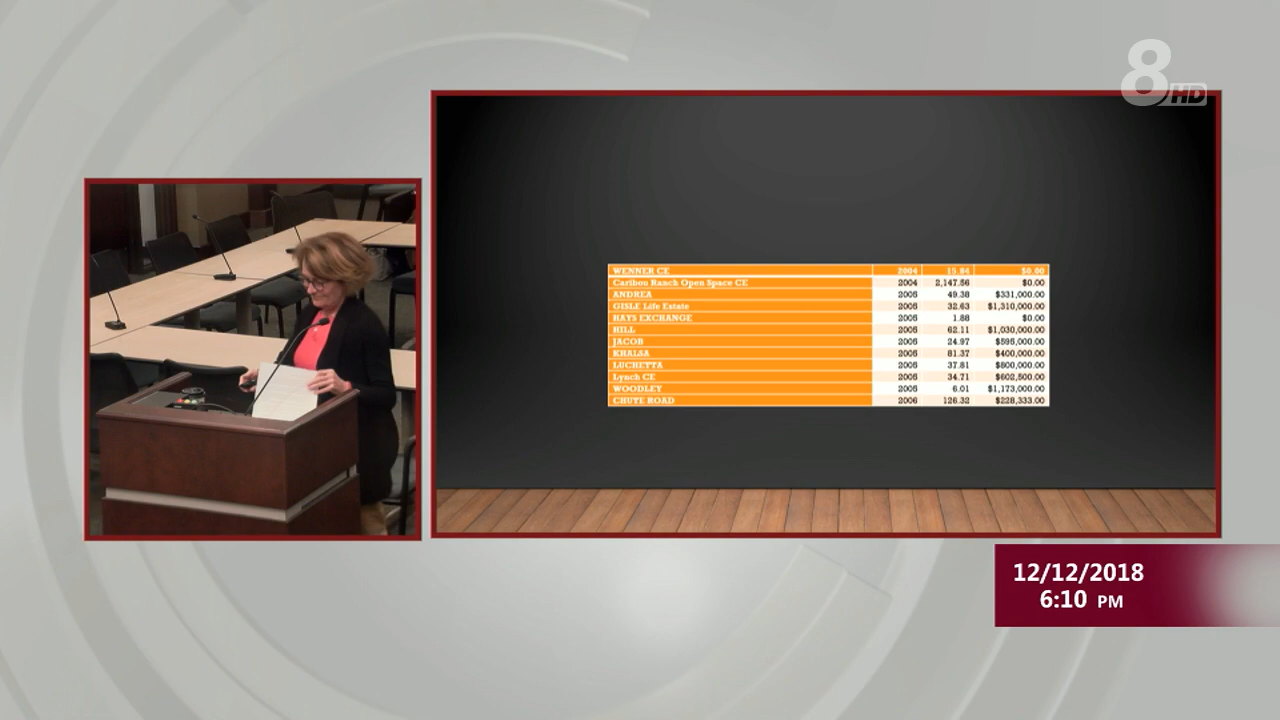 8HD
WENNER CE 2004 15.84 $0.00
Caribou Ranch Open Space CE 2004 2,147.56 $0.00
ANDREA 2005 49.38 $331,000.00
GISLE Life Estate 2005 32.63 $1,310,000.00
HAYS EXCHANGE 2005 1.88 $0.00
HILL 2005 62.11 $1,030,000.00
JACOB 2005 24.97 $595,000.00
KHALSA 2005 81.37 $400,000.00
LUCHETTA 2005 37.81 $800,000.00
Lynch CE 2005 34.71 $602,500.00
WOODLEY 2005 6.01 $1,173,000.00
CHUTE ROAD 2006 126.32 $228,333.00
12/12/2018
6:10 PM